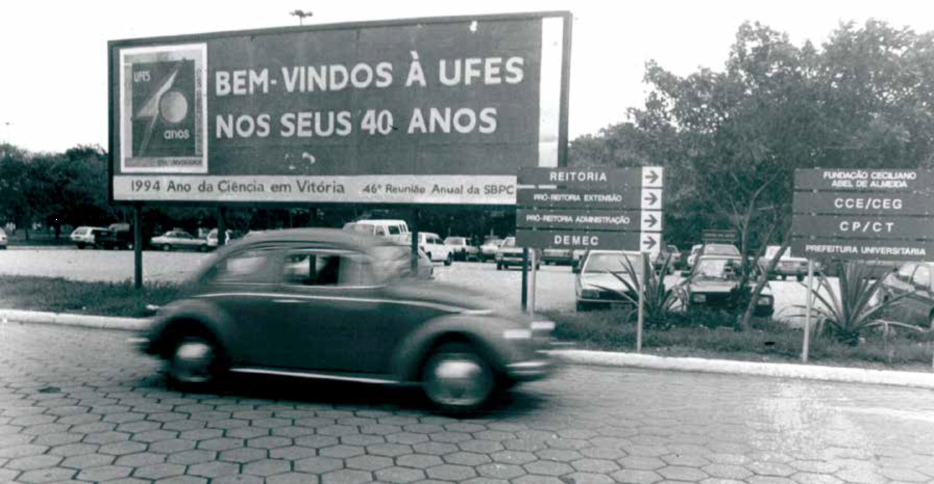 UFES
anos
BEM-VINDOS À UFES
NOS SEUS 40 ANOS
1994 Ano da Ciência em Vitória 46ª Reunião Anual da SBPC
REITORIA
PRÓ-REITORIA EXTENSÃO
PRÓ-REITORIA ADMINISTRAÇÃO
DEMEC
FUNDAÇÃO CECILIANO
ABEL DE ALMEIDA
CCE/CEG
CP/CT
PREFEITURA UNIVERSITÁRIA